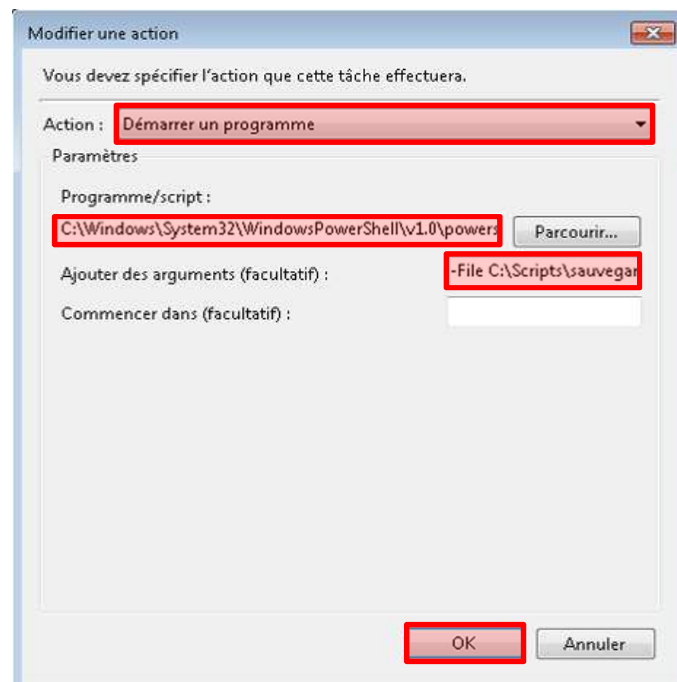 Modifier une action
Vous devez spécifier l'action que cette tâche effectuera.
Action : Démarrer un programme
Paramètres
Programme/script :
C:\Windows\System32\WindowsPowerShell\v1.0\powers Parcourir...
Ajouter des arguments (facultatif) : -File C:\Scripts\sauvegar
Commencer dans (facultatif) :
OK Annuler